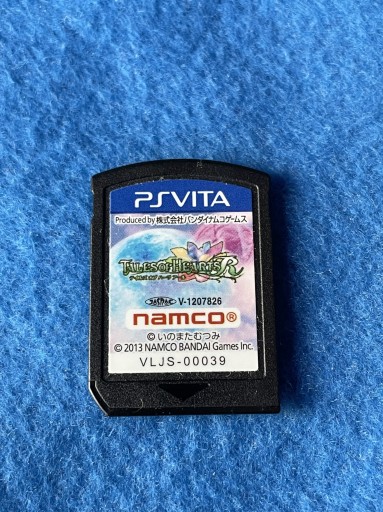 PSVITA
Produced by 株式会社バンダイナムコゲームス
TALES OF HEARTS R
テイルズ オブ ハーツ アール
V-1207826
namco®
© いのまたむつみ
© 2013 NAMCO BANDAI Games Inc.
VLJS-00039